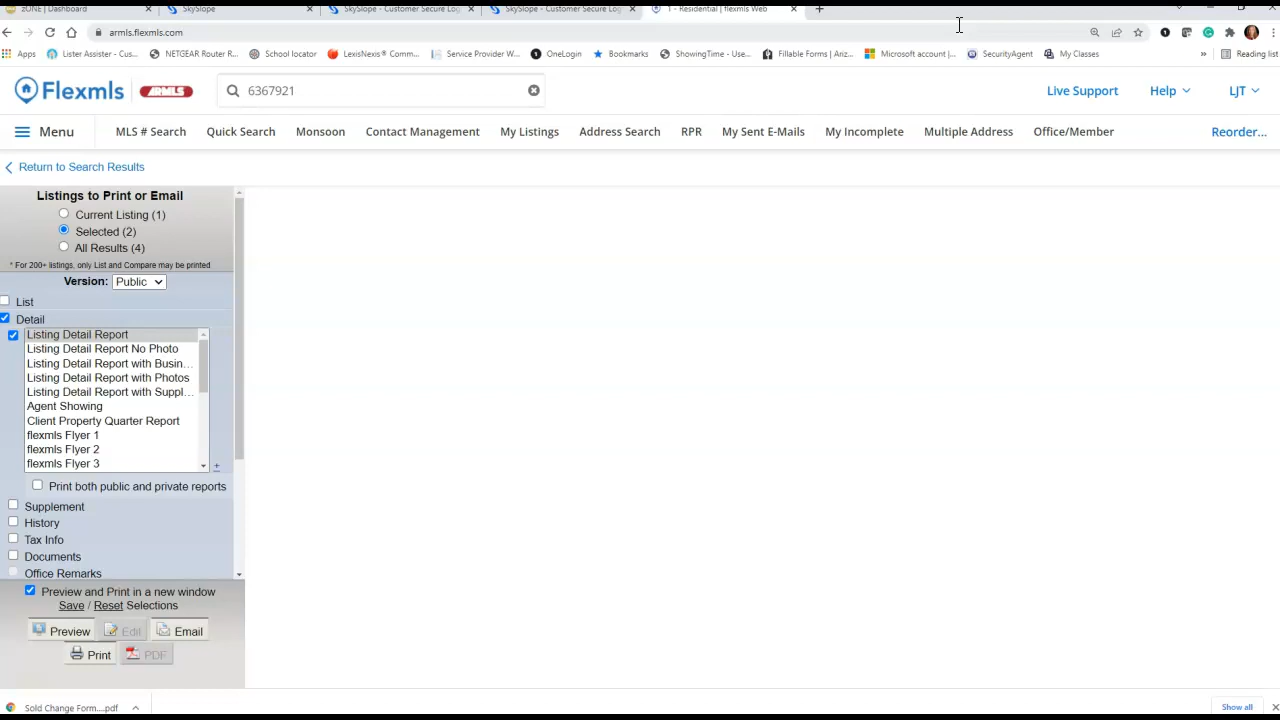 zONE | Dashboard
SkySlope
SkySlope - Customer Secure Log
SkySlope - Customer Secure Log
1 - Residential | flexmls Web
armls.flexmls.com
Apps
Lister Assister - Cus...
NETGEAR Router R...
School locator
LexisNexis® Comm...
Service Provider W...
OneLogin
Bookmarks
ShowingTime - Use...
Fillable Forms | Ariz...
Microsoft account |...
SecurityAgent
My Classes
»
Reading list
Flexmls
ARMLS
6367921
Live Support
Help
LJT
Menu
MLS # Search
Quick Search
Monsoon
Contact Management
My Listings
Address Search
RPR
My Sent E-Mails
My Incomplete
Multiple Address
Office/Member
Reorder...
Return to Search Results
Listings to Print or Email
Current Listing (1)
Selected (2)
All Results (4)
* For 200+ listings, only List and Compare may be printed
Version: Public
List
Detail
Listing Detail Report
Listing Detail Report No Photo
Listing Detail Report with Busin...
Listing Detail Report with Photos
Listing Detail Report with Suppl...
Agent Showing
Client Property Quarter Report
flexmls Flyer 1
flexmls Flyer 2
flexmls Flyer 3
+
Print both public and private reports
Supplement
History
Tax Info
Documents
Office Remarks
Preview and Print in a new window
Save / Reset Selections
Preview
Edit
Email
Print
PDF
Sold Change Form....pdf
Show all